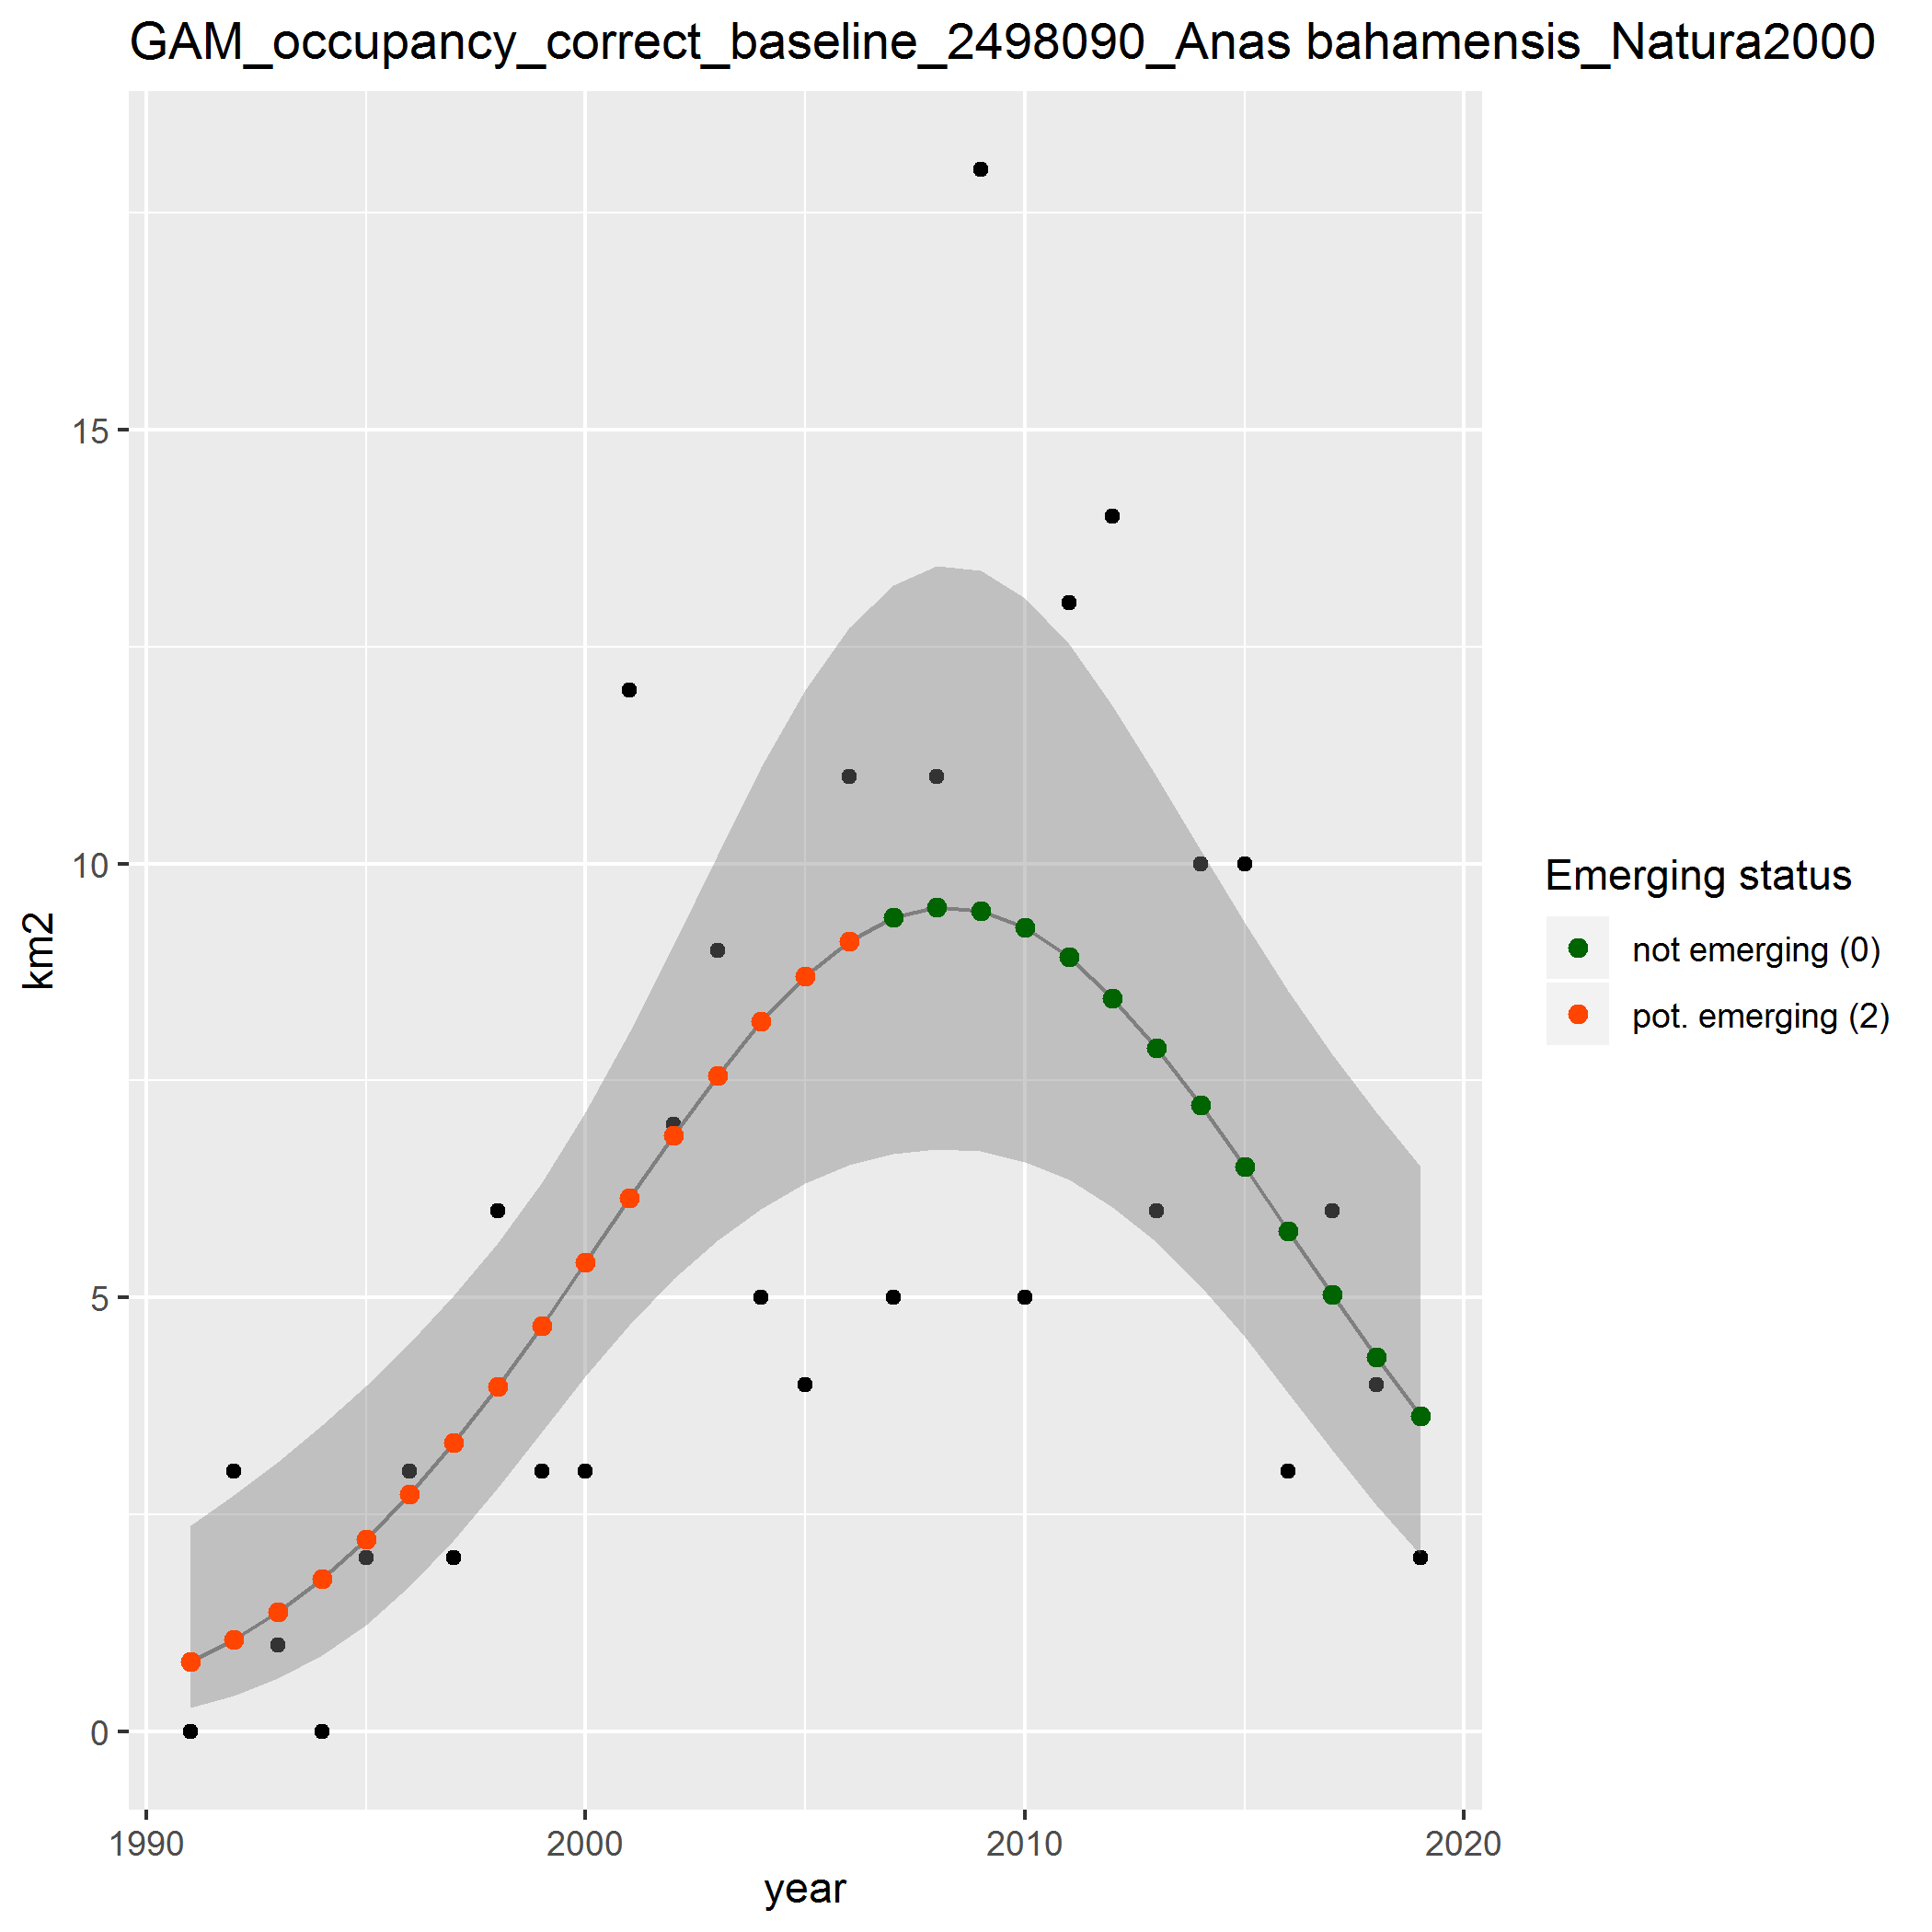 GAM_occupancy_correct_baseline_2498090_Anas bahamensis_Natura2000
15
10
5
0
km2
1990 2000 2010 2020
year
Emerging status
not emerging (0)
pot. emerging (2)